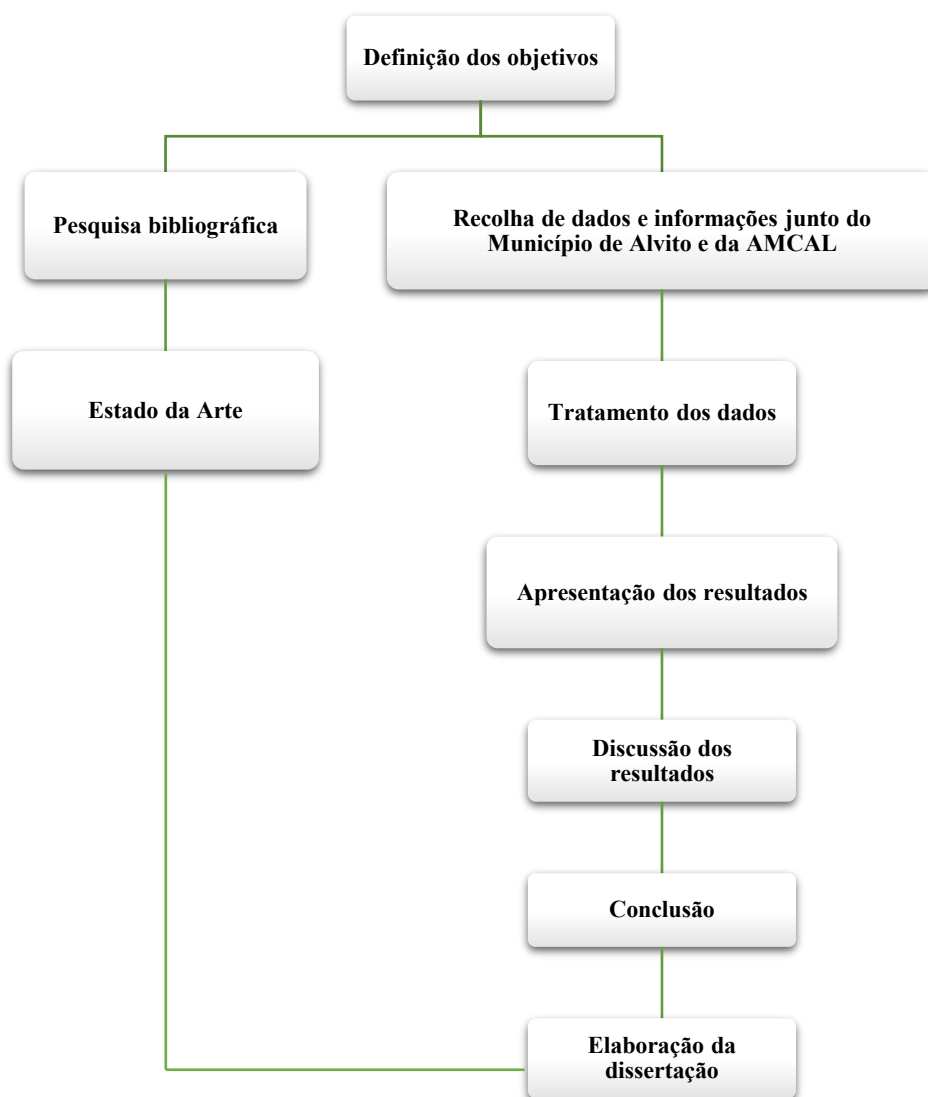 Definição dos objetivos
Pesquisa bibliográfica
Recolha de dados e informações junto do
Município de Alvito e da AMCAL
Estado da Arte
Tratamento dos dados
Apresentação dos resultados
Discussão dos
resultados
Conclusão
Elaboração da
dissertação